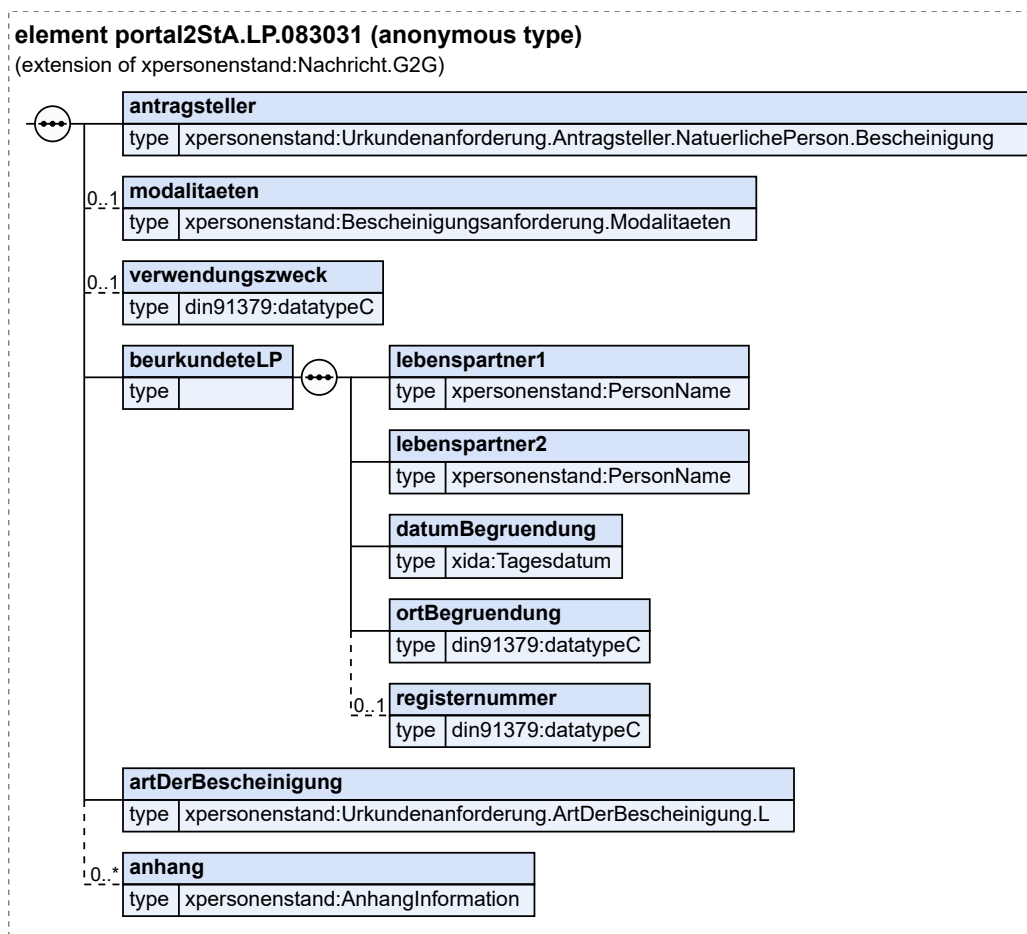 element portal2StA.LP.083031 (anonymous type)
(extension of xpersonenstand:Nachricht.G2G)
antragsteller
type xpersonenstand:Urkundenanforderung.Antragsteller.NatuerlichePerson.Bescheinigung
0..1
modalitaeten
type xpersonenstand:Bescheinigungsanforderung.Modalitaeten
0..1
verwendungszweck
type din91379:datatypeC
beurkundeteLP
type
lebenspartner1
type xpersonenstand:PersonName
lebenspartner2
type xpersonenstand:PersonName
datumBegruendung
type xida:Tagesdatum
ortBegruendung
type din91379:datatypeC
0..1
registernummer
type din91379:datatypeC
artDerBescheinigung
type xpersonenstand:Urkundenanforderung.ArtDerBescheinigung.L
0..*
anhang
type xpersonenstand:AnhangInformation